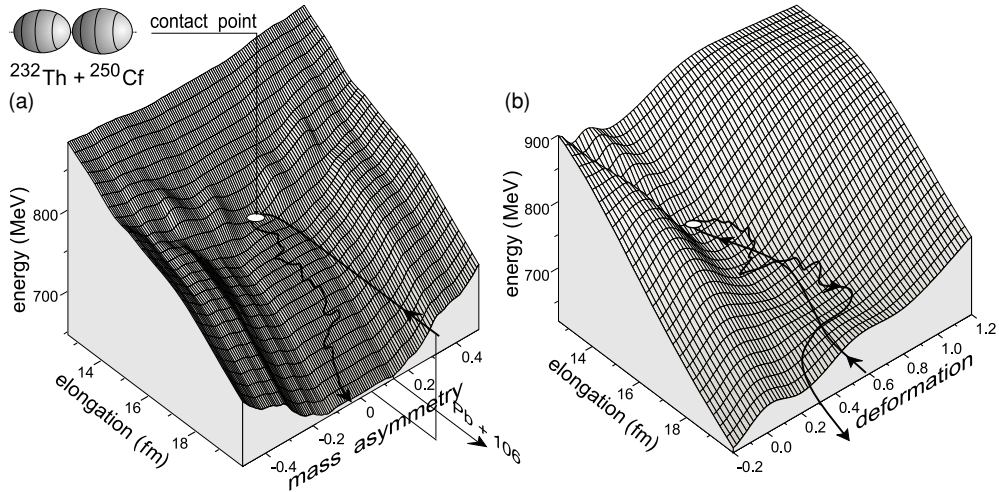 contact point
²³²Th + ²⁵⁰Cf
(a)
energy (MeV)
800
700
14
16
18
elongation (fm)
-0.4
-0.2
0
0.2
0.4
mass asymmetry
Pb + 106
(b)
900
800
700
energy (MeV)
14
16
18
elongation (fm)
-0.2
0.0
0.2
0.4
0.6
0.8
1.0
1.2
deformation